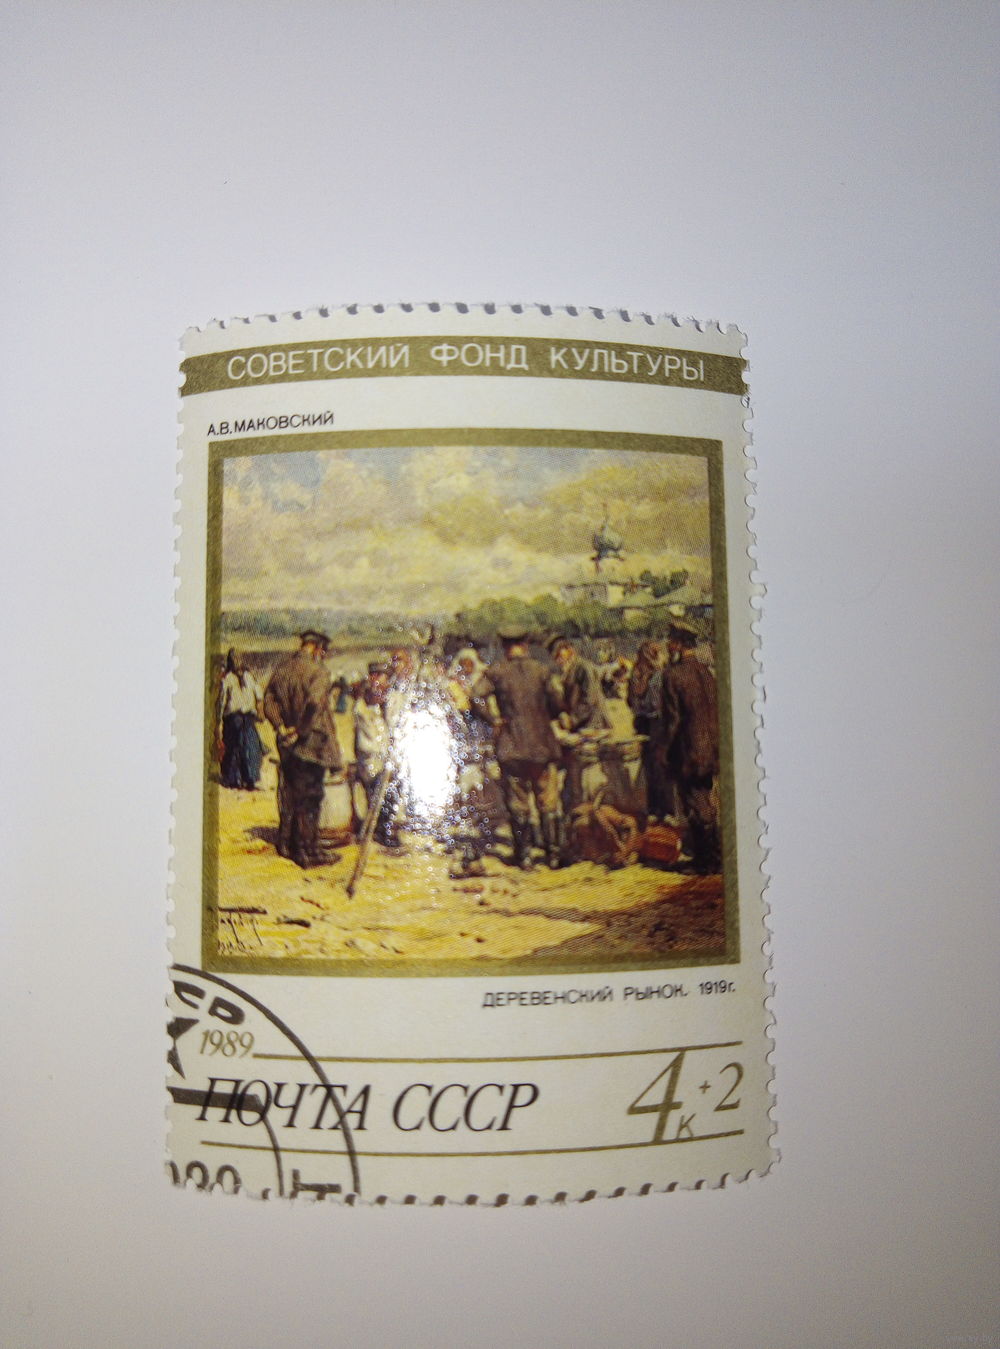 СОВЕТСКИЙ ФОНД КУЛЬТУРЫ
А.В.МАКОВСКИЙ
ДЕРЕВЕНСКИЙ РЫНОК. 1919г.
1989
ПОЧТА СССР
4к+2